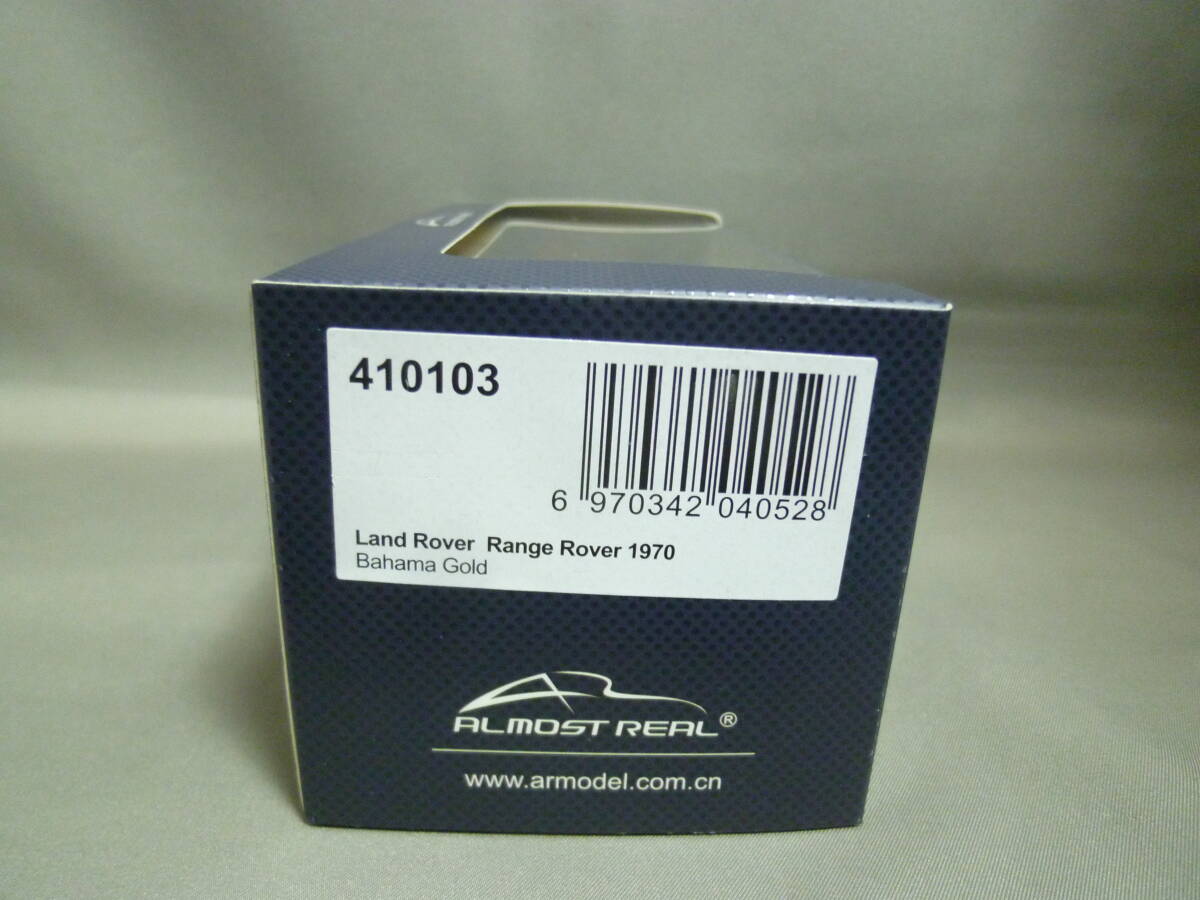 410103
6 970342 040528
Land Rover Range Rover 1970
Bahama Gold
ALMOST REAL®
www.armodel.com.cn